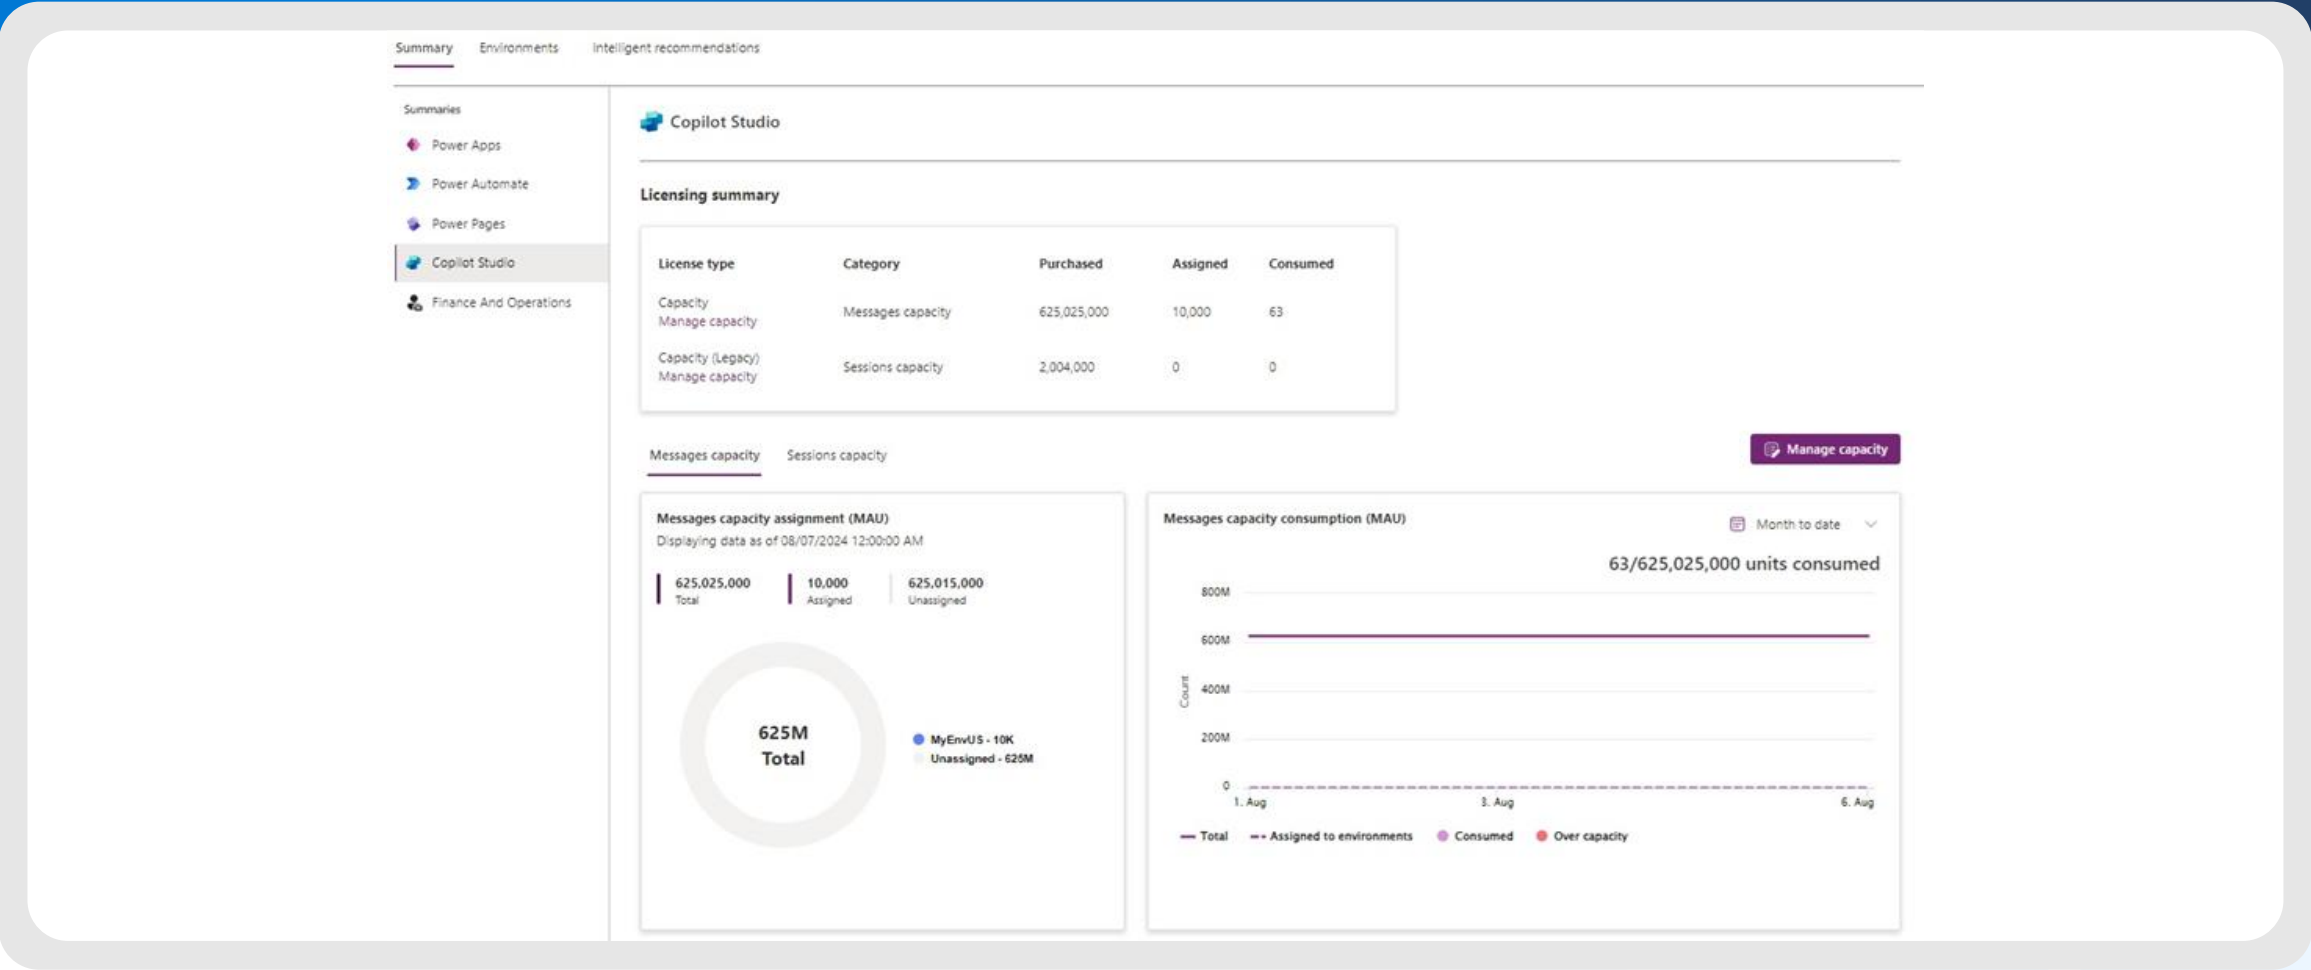 Summary Environments Intelligent recommendations
Summaries
Power Apps
Power Automate
Power Pages
Copilot Studio
Finance And Operations
Copilot Studio
Licensing summary
License type Category Purchased Assigned Consumed
Capacity
Manage capacity
Messages capacity 625,025,000 10,000 63
Capacity (Legacy)
Manage capacity
Sessions capacity 2,004,000 0 0
Messages capacity Sessions capacity
Manage capacity
Messages capacity assignment (MAU)
Displaying data as of 08/07/2024 12:00:00 AM
625,025,000 10,000 625,015,000
Total Assigned Unassigned
625M
Total
MyEnvUS - 10K
Unassigned - 625M
Messages capacity consumption (MAU)
Month to date
63/625,025,000 units consumed
800M
600M
400M
200M
0
Count
1. Aug 3. Aug 6. Aug
Total Assigned to environments Consumed Over capacity